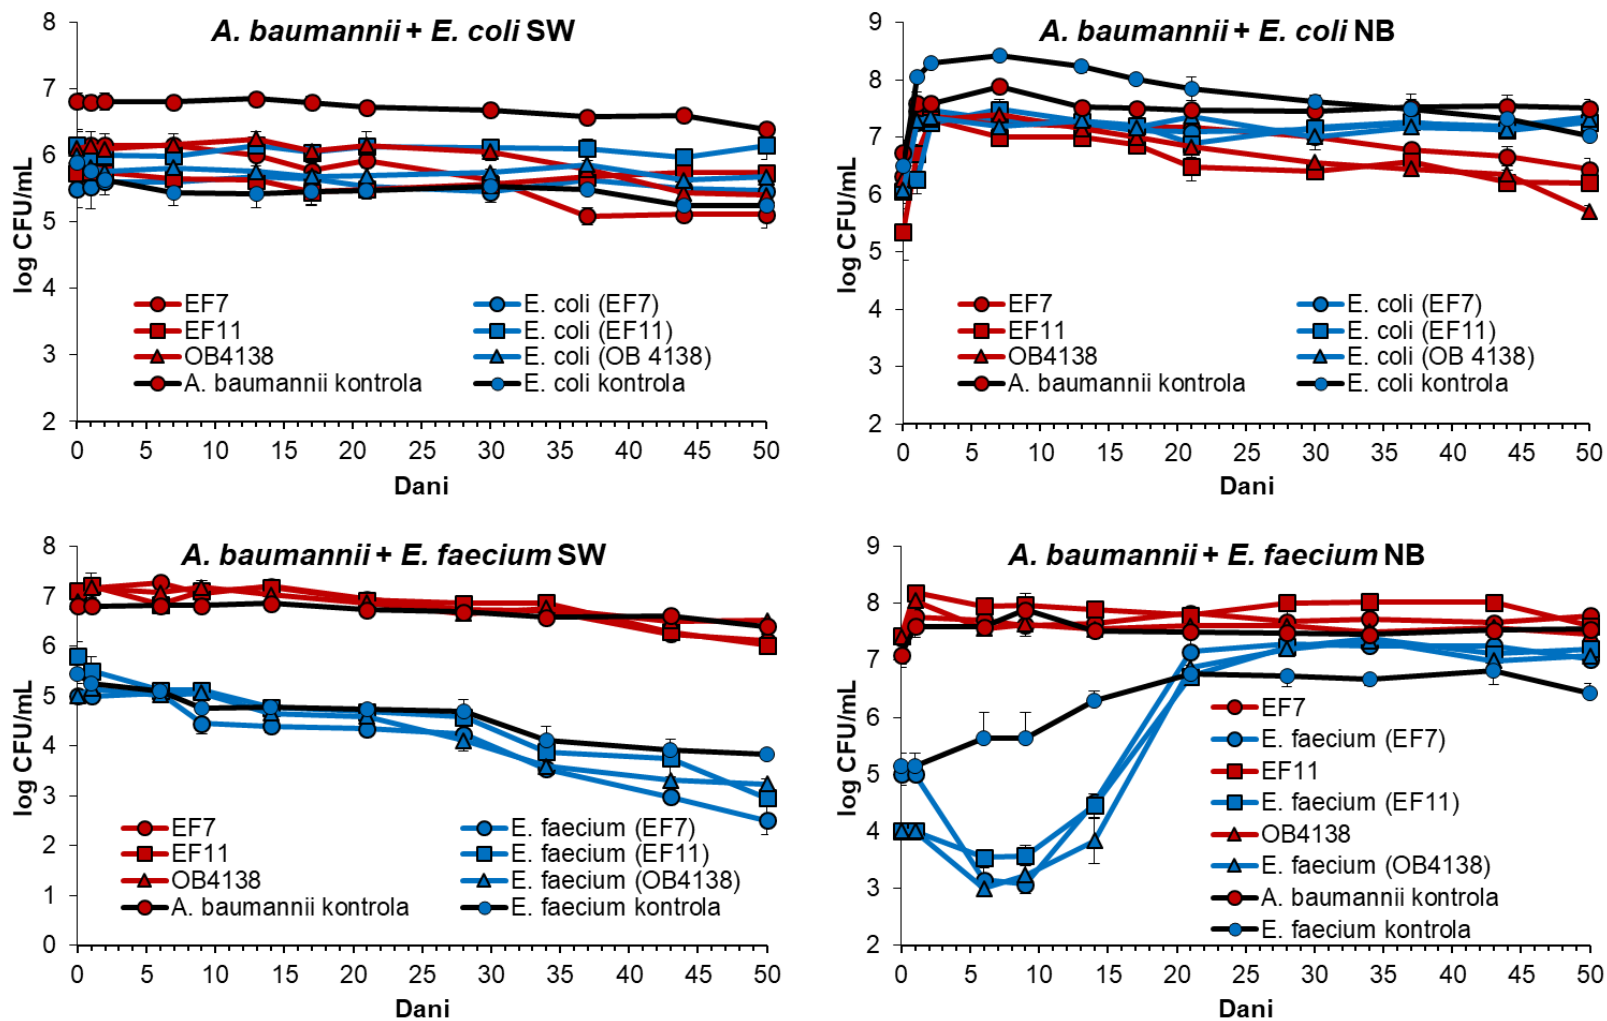 A. baumannii + E. coli SW
8
7
6
5
4
3
2
log CFU/mL
EF7
EF11
OB4138
A. baumannii kontrola
E. coli (EF7)
E. coli (EF11)
E. coli (OB 4138)
E. coli kontrola
0 5 10 15 20 25 30 35 40 45 50
Dani
A. baumannii + E. coli NB
9
8
7
6
5
4
3
2
log CFU/mL
EF7
EF11
OB4138
A. baumannii kontrola
E. coli (EF7)
E. coli (EF11)
E. coli (OB 4138)
E. coli kontrola
0 5 10 15 20 25 30 35 40 45 50
Dani
A. baumannii + E. faecium SW
8
7
6
5
4
3
2
1
0
log CFU/mL
EF7
EF11
OB4138
A. baumannii kontrola
E. faecium (EF7)
E. faecium (EF11)
E. faecium (OB4138)
E. faecium kontrola
0 5 10 15 20 25 30 35 40 45 50
Dani
A. baumannii + E. faecium NB
9
8
7
6
5
4
3
2
log CFU/mL
EF7
E. faecium (EF7)
EF11
E. faecium (EF11)
OB4138
E. faecium (OB4138)
A. baumannii kontrola
E. faecium kontrola
0 5 10 15 20 25 30 35 40 45 50
Dani